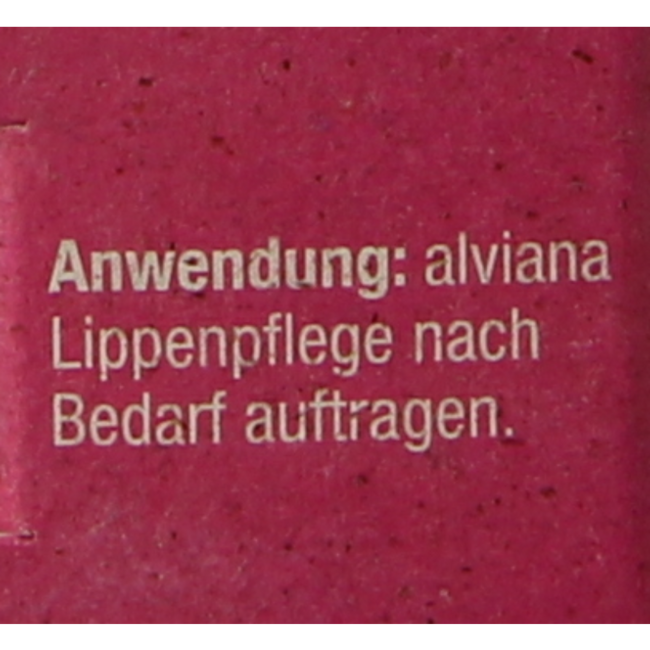 Anwendung: alviana
Lippenpflege nach
Bedarf auftragen.